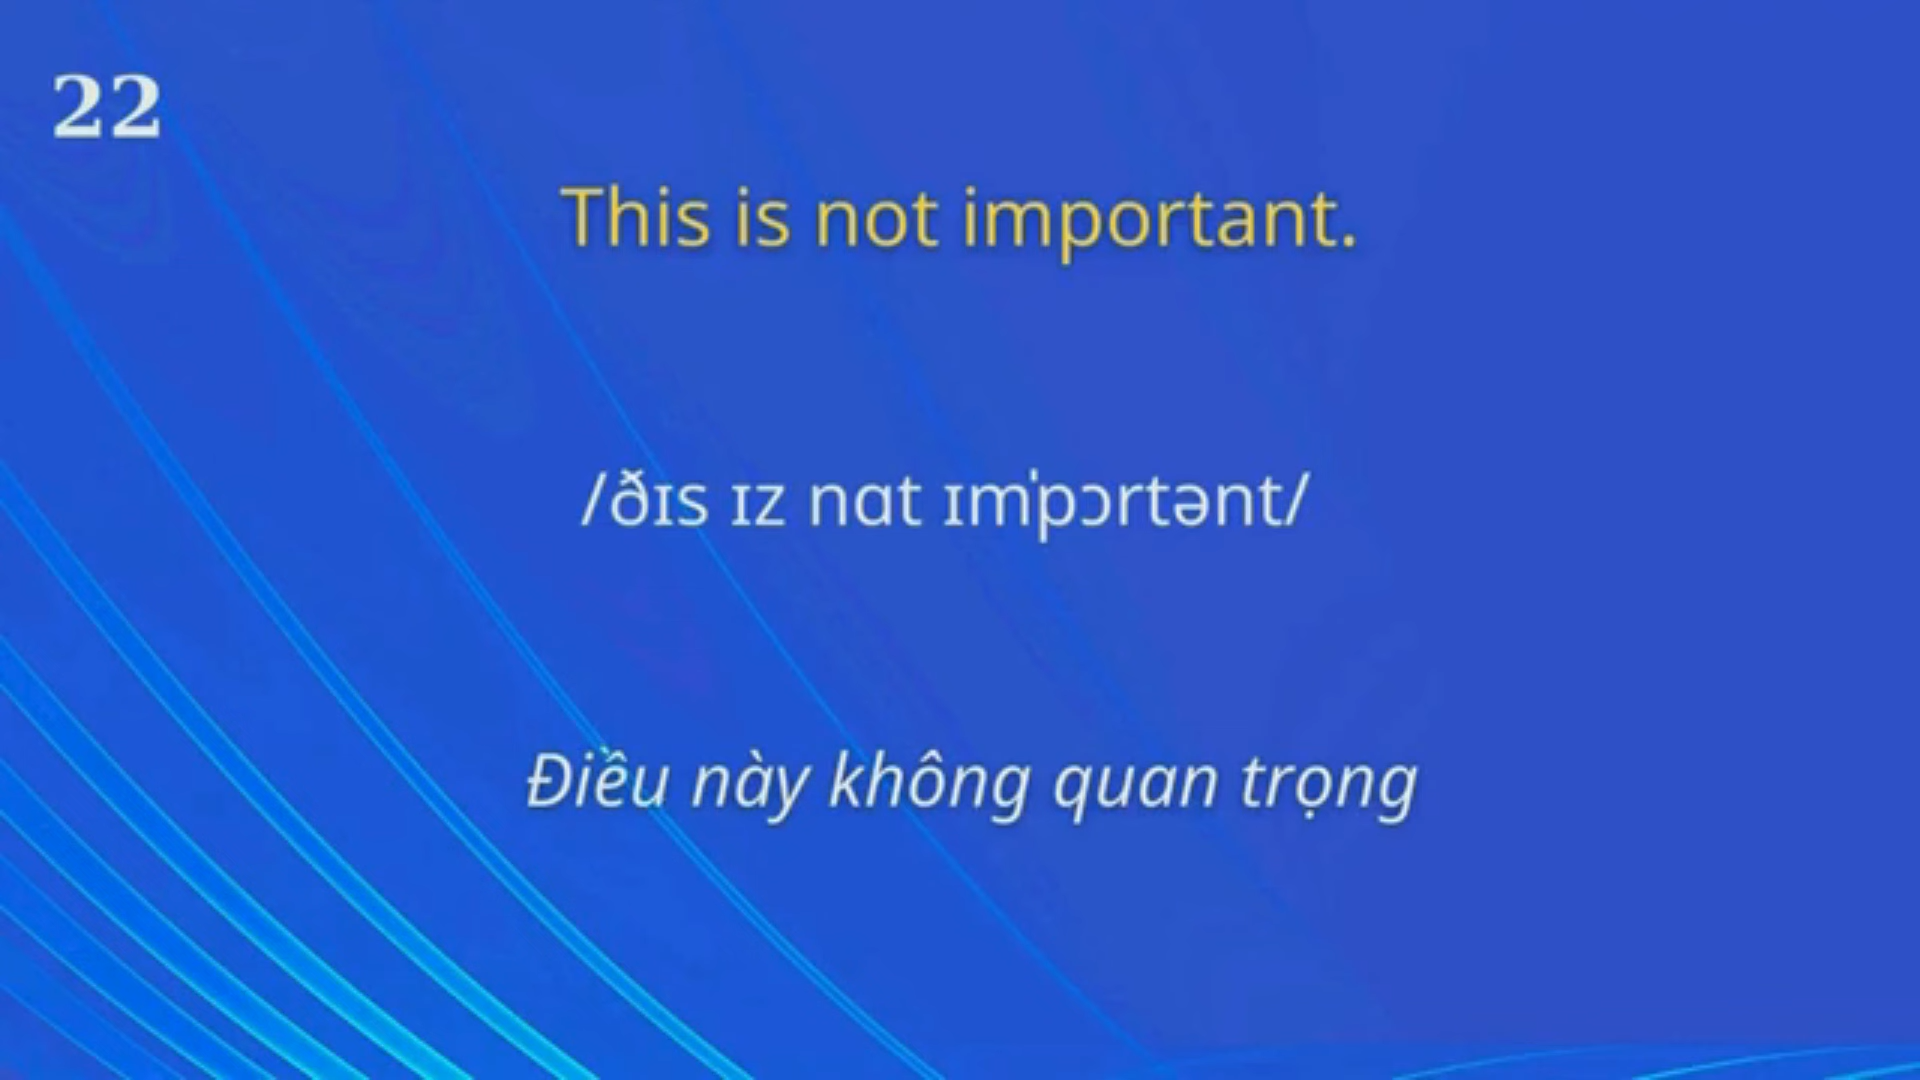 22
This is not important.
/ðɪs ɪz nɑt ɪmˈpɔrtənt/
Điều này không quan trọng